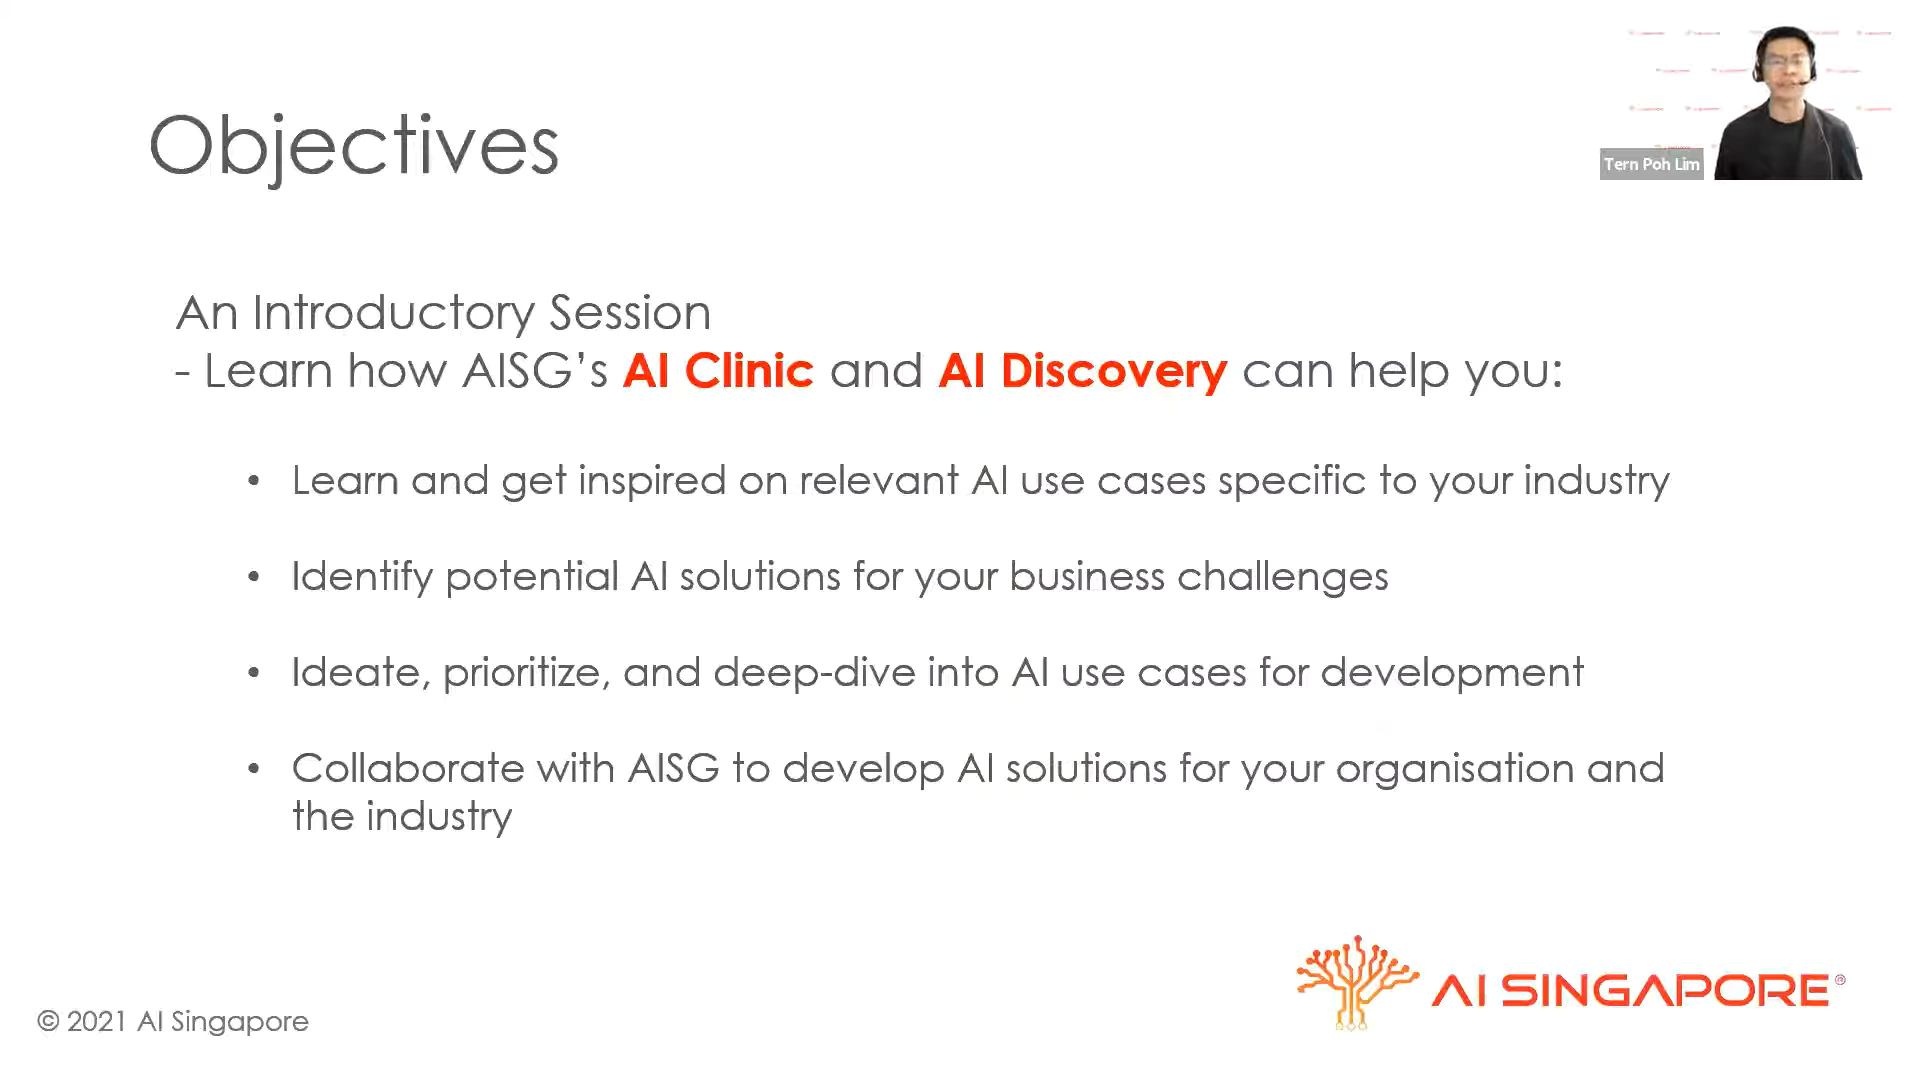 Objectives
Tern Poh Lim
An Introductory Session
- Learn how AISG’s AI Clinic and AI Discovery can help you:
• Learn and get inspired on relevant AI use cases specific to your industry
• Identify potential AI solutions for your business challenges
• Ideate, prioritize, and deep-dive into AI use cases for development
• Collaborate with AISG to develop AI solutions for your organisation and
the industry
AI SINGAPORE®
© 2021 AI Singapore